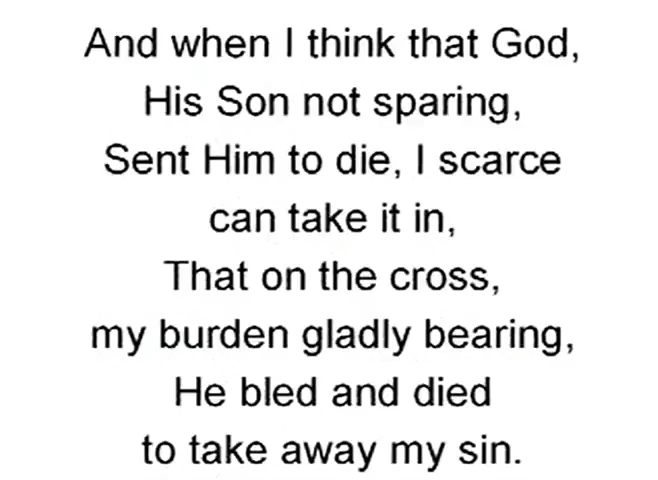 And when I think that God,
His Son not sparing,
Sent Him to die, I scarce
can take it in,
That on the cross,
my burden gladly bearing,
He bled and died
to take away my sin.